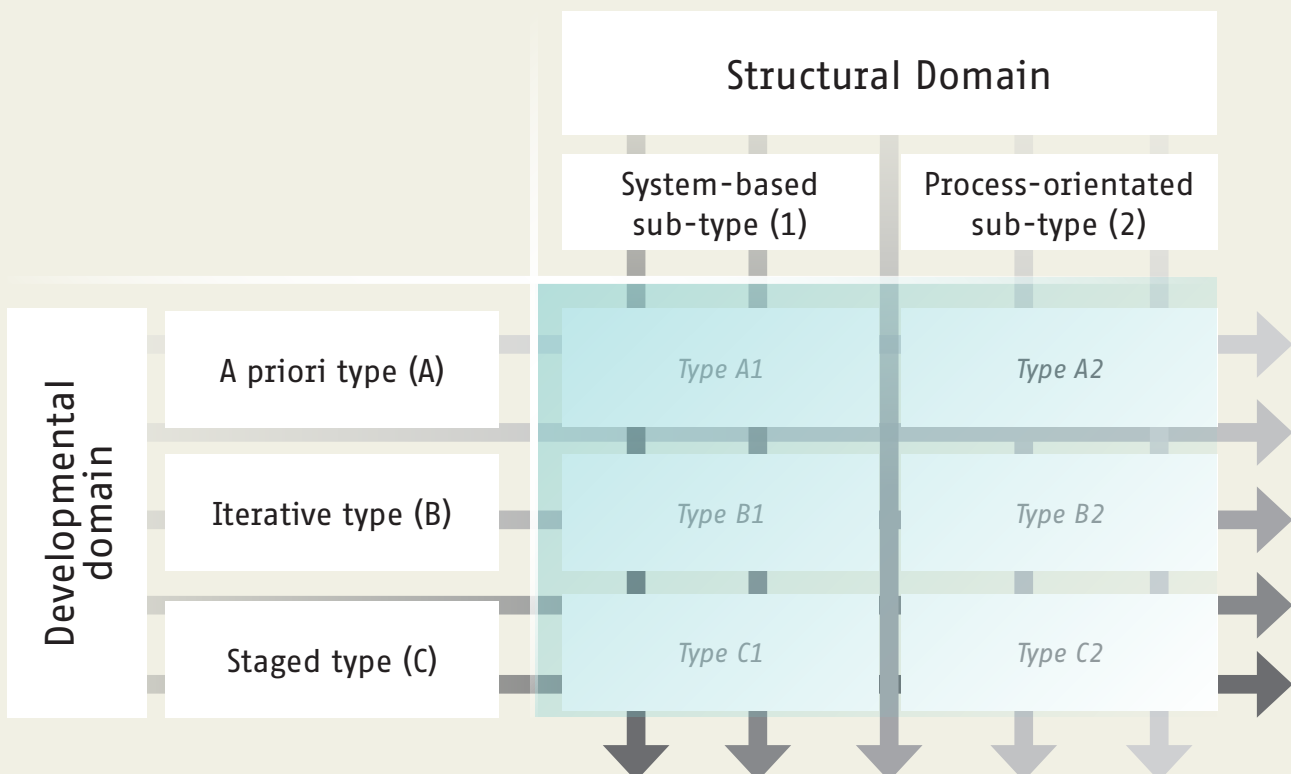 Structural Domain
System-based
sub-type (1)
Process-orientated
sub-type (2)
Developmental
domain
A priori type (A)
Type A1
Type A2
Iterative type (B)
Type B1
Type B2
Staged type (C)
Type C1
Type C2